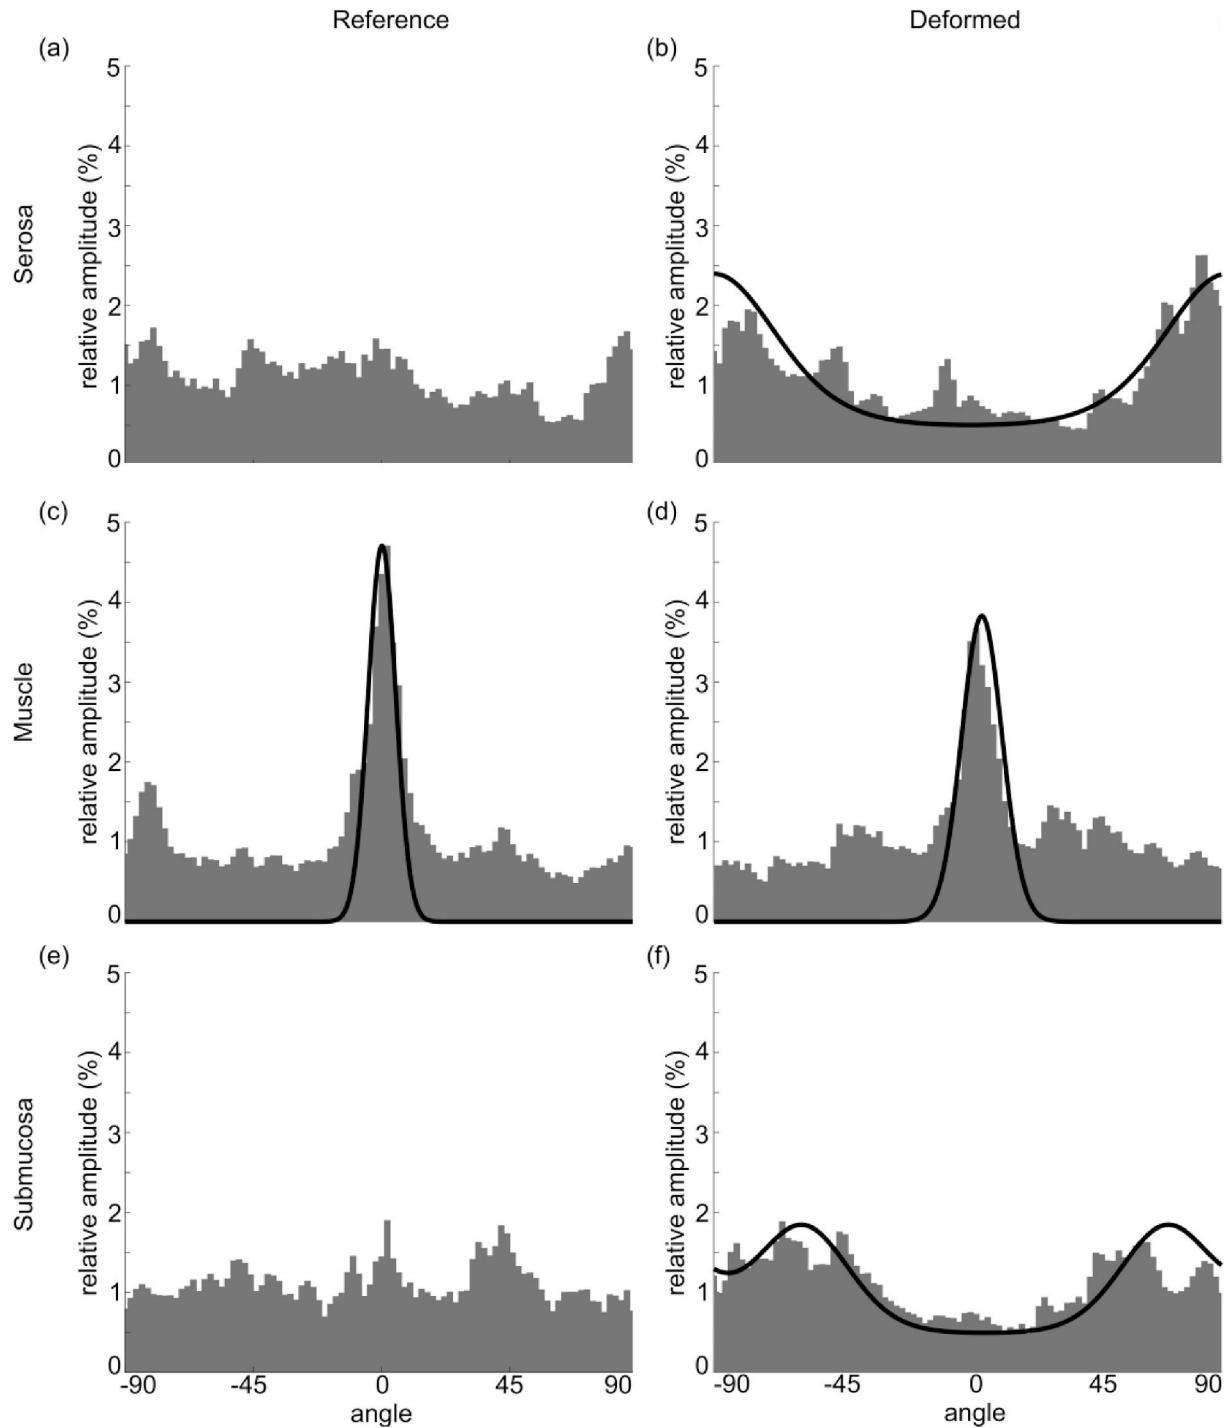 Reference
Deformed
(a)
(b)
Serosa
relative amplitude (%)
5
4
3
2
1
0
relative amplitude (%)
5
4
3
2
1
0
(c)
(d)
Muscle
relative amplitude (%)
5
4
3
2
1
0
relative amplitude (%)
5
4
3
2
1
0
(e)
(f)
Submucosa
relative amplitude (%)
5
4
3
2
1
0
-90 -45 0 45 90
angle
relative amplitude (%)
5
4
3
2
1
0
-90 -45 0 45 90
angle